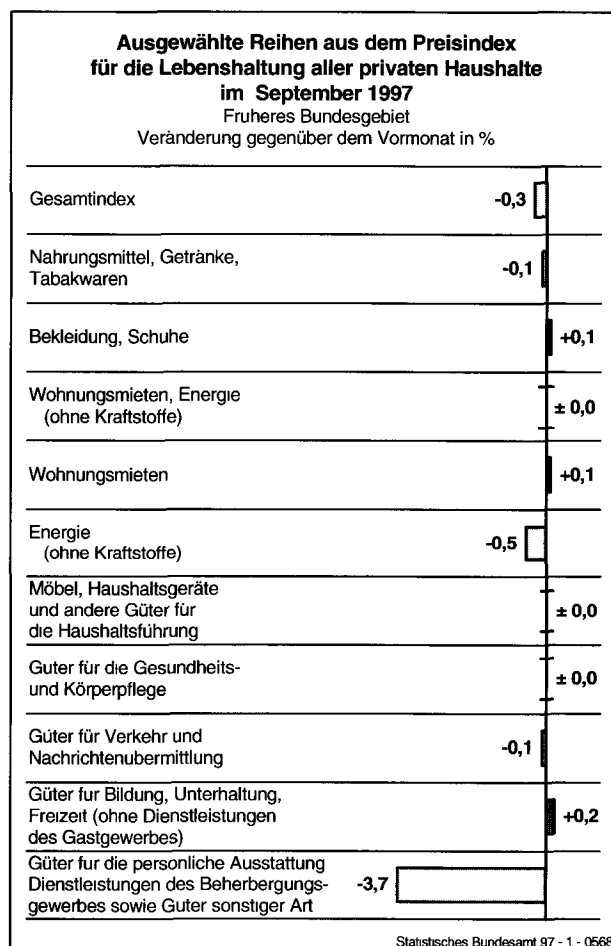 Ausgewählte Reihen aus dem Preisindex
für die Lebenshaltung aller privaten Haushalte
im September 1997
Fruheres Bundesgebiet
Veränderung gegenüber dem Vormonat in %
Gesamtindex
-0,3
Nahrungsmittel, Getränke,
Tabakwaren
-0,1
Bekleidung, Schuhe
+0,1
Wohnungsmieten, Energie
(ohne Kraftstoffe)
± 0,0
Wohnungsmieten
+0,1
Energie
(ohne Kraftstoffe)
-0,5
Möbel, Haushaltsgeräte
und andere Güter für
die Haushaltsführung
± 0,0
Guter für die Gesundheits-
und Körperpflege
± 0,0
Güter für Verkehr und
Nachrichtenubermittlung
-0,1
Güter fur Bildung, Unterhaltung,
Freizeit (ohne Dienstleistungen
des Gastgewerbes)
+0,2
Güter fur die personliche Ausstattung
Dienstleistungen des Beherbergungs-
gewerbes sowie Guter sonstiger Art
-3,7
Statistisches Bundesamt 97 - 1 - 0568